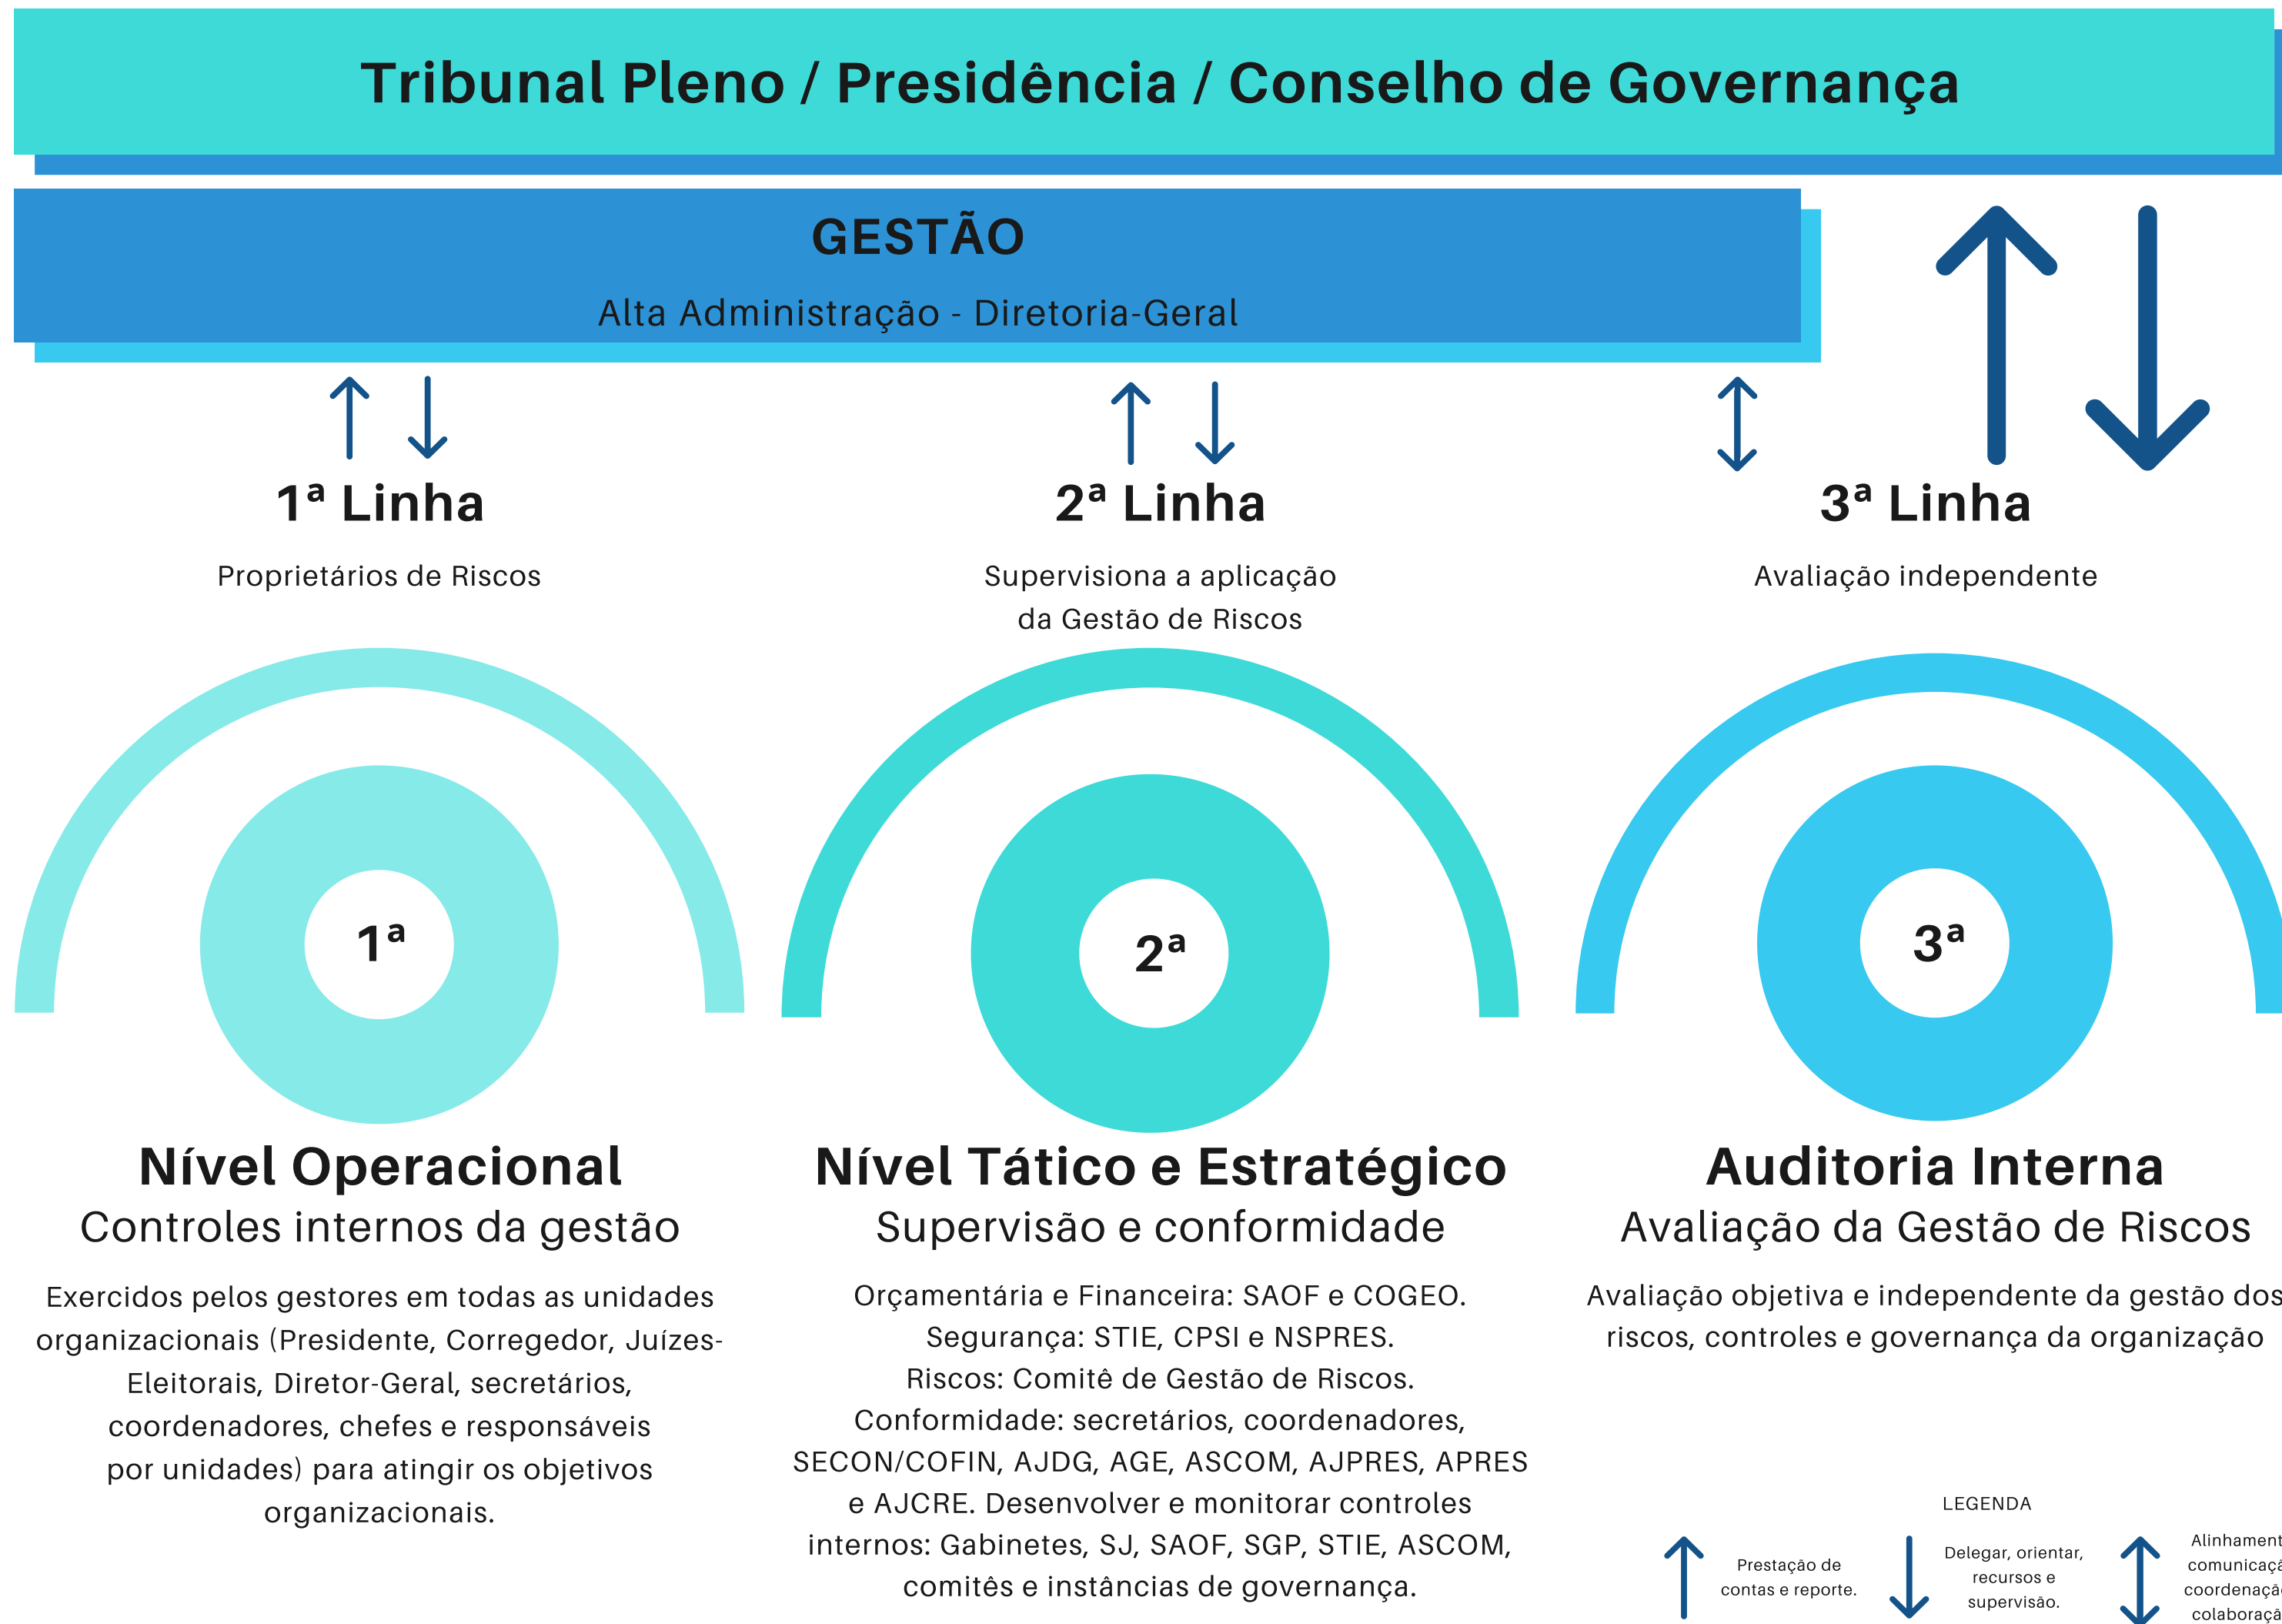 Tribunal Pleno / Presidência / Conselho de Governança
GESTÃO
Alta Administração - Diretoria-Geral
1ª Linha
Proprietários de Riscos
2ª Linha
Supervisiona a aplicação
da Gestão de Riscos
3ª Linha
Avaliação independente
1ª
2ª
3ª
Nível Operacional
Controles internos da gestão
Exercidos pelos gestores em todas as unidades
organizacionais (Presidente, Corregedor, Juízes-
Eleitorais, Diretor-Geral, secretários,
coordenadores, chefes e responsáveis
por unidades) para atingir os objetivos
organizacionais.
Nível Tático e Estratégico
Supervisão e conformidade
Orçamentária e Financeira: SAOF e COGEO.
Segurança: STIE, CPSI e NSPRES.
Riscos: Comitê de Gestão de Riscos.
Conformidade: secretários, coordenadores,
SECON/COFIN, AJDG, AGE, ASCOM, AJPRES, APRES
e AJCRE. Desenvolver e monitorar controles
internos: Gabinetes, SJ, SAOF, SGP, STIE, ASCOM,
comitês e instâncias de governança.
Auditoria Interna
Avaliação da Gestão de Riscos
Avaliação objetiva e independente da gestão dos
riscos, controles e governança da organização
LEGENDA
Prestação de
contas e reporte.
Delegar, orientar,
recursos e
supervisão.